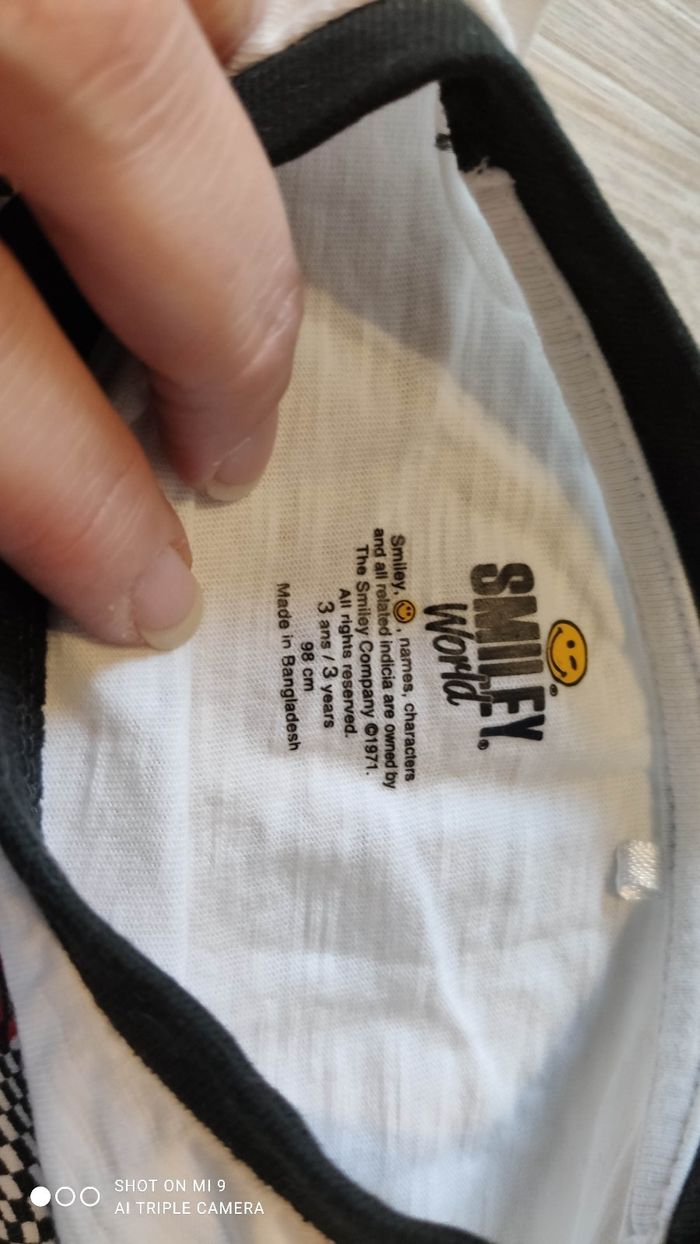 SMILEY®
World®
Smiley, , names, characters
and all related indicia are owned by
The Smiley Company ©1971.
All rights reserved.
3 ans / 3 years
98 cm
Made in Bangladesh
SHOT ON MI 9
AI TRIPLE CAMERA